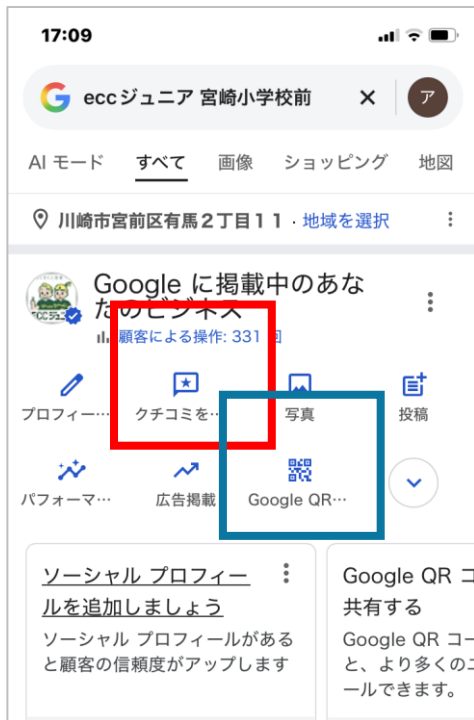 17:09
ecc ジュニア 宮崎小学校前
ア
AI モード すべて 画像 ショッピング 地図
川崎市宮前区有馬2丁目11 · 地域を選択
Google に掲載中のあな
たのビジネス
顧客による操作: 331 回
プロフィー… クチコミを… 写真 投稿
パフォーマ… 広告掲載 Google QR…
ソーシャル プロフィー
ルを追加しましょう
ソーシャル プロフィールがある
と顧客の信頼度がアップします
Google QR コ
共有する
Google QR コー
と、より多くのエ
ールできます。